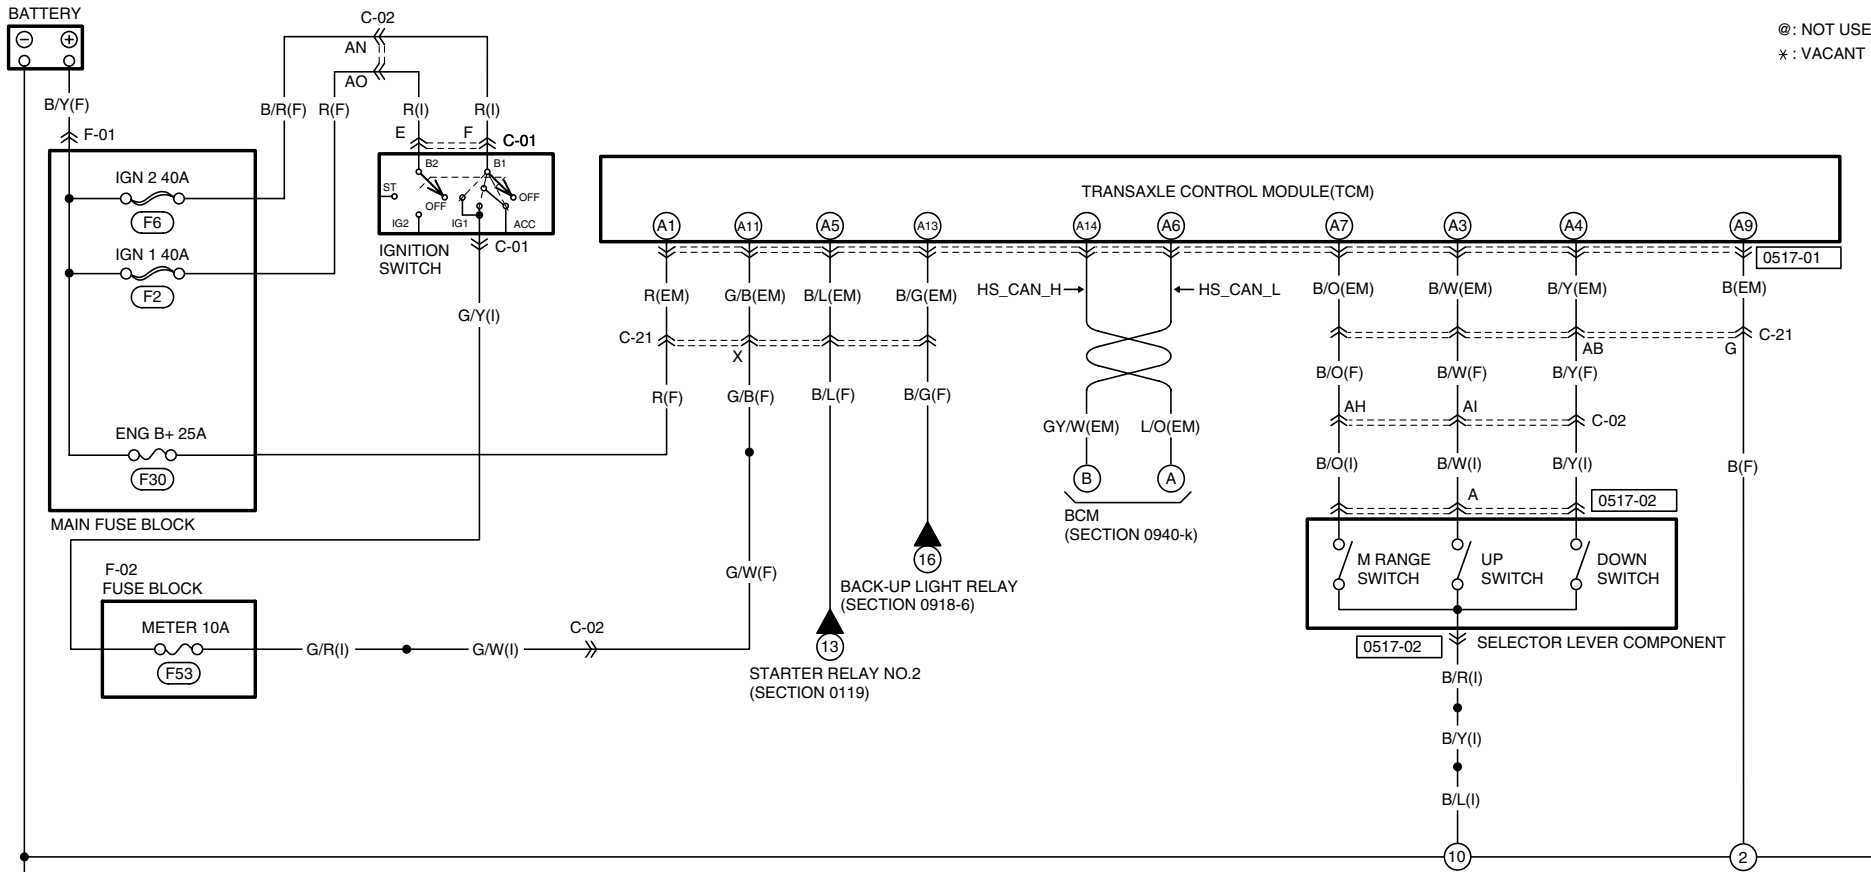 BATTERY
− +
C-02
AN
AO
@: NOT USE
* : VACANT
B/Y(F)
B/R(F) R(F) R(I) R(I)
F-01
E F C-01
IGN 2 40A
F6
IGN 1 40A
F2
ENG B+ 25A
F30
MAIN FUSE BLOCK
B2 B1
ST
OFF OFF
IG2 IG1 ACC
IGNITION
SWITCH
C-01
G/Y(I)
TRANSAXLE CONTROL MODULE(TCM)
A1 A11 A5 A13 A14 A6 A7 A3 A4 A9
0517-01
R(EM) G/B(EM) B/L(EM) B/G(EM) HS_CAN_H HS_CAN_L B/O(EM) B/W(EM) B/Y(EM) B(EM)
C-21
X
AB G C-21
R(F) G/B(F) B/L(F) B/G(F)
B/O(F) B/W(F) B/Y(F)
AH AI C-02
GY/W(EM) L/O(EM)
B A
BCM
(SECTION 0940-k)
B/O(I) B/W(I) B/Y(I) B(F)
A
0517-02
M RANGE
SWITCH
UP
SWITCH
DOWN
SWITCH
0517-02
SELECTOR LEVER COMPONENT
16
BACK-UP LIGHT RELAY
(SECTION 0918-6)
G/W(F)
13
STARTER RELAY NO.2
(SECTION 0119)
F-02
FUSE BLOCK
METER 10A
F53
G/R(I) G/W(I)
C-02
B/R(I)
B/Y(I)
B/L(I)
10 2